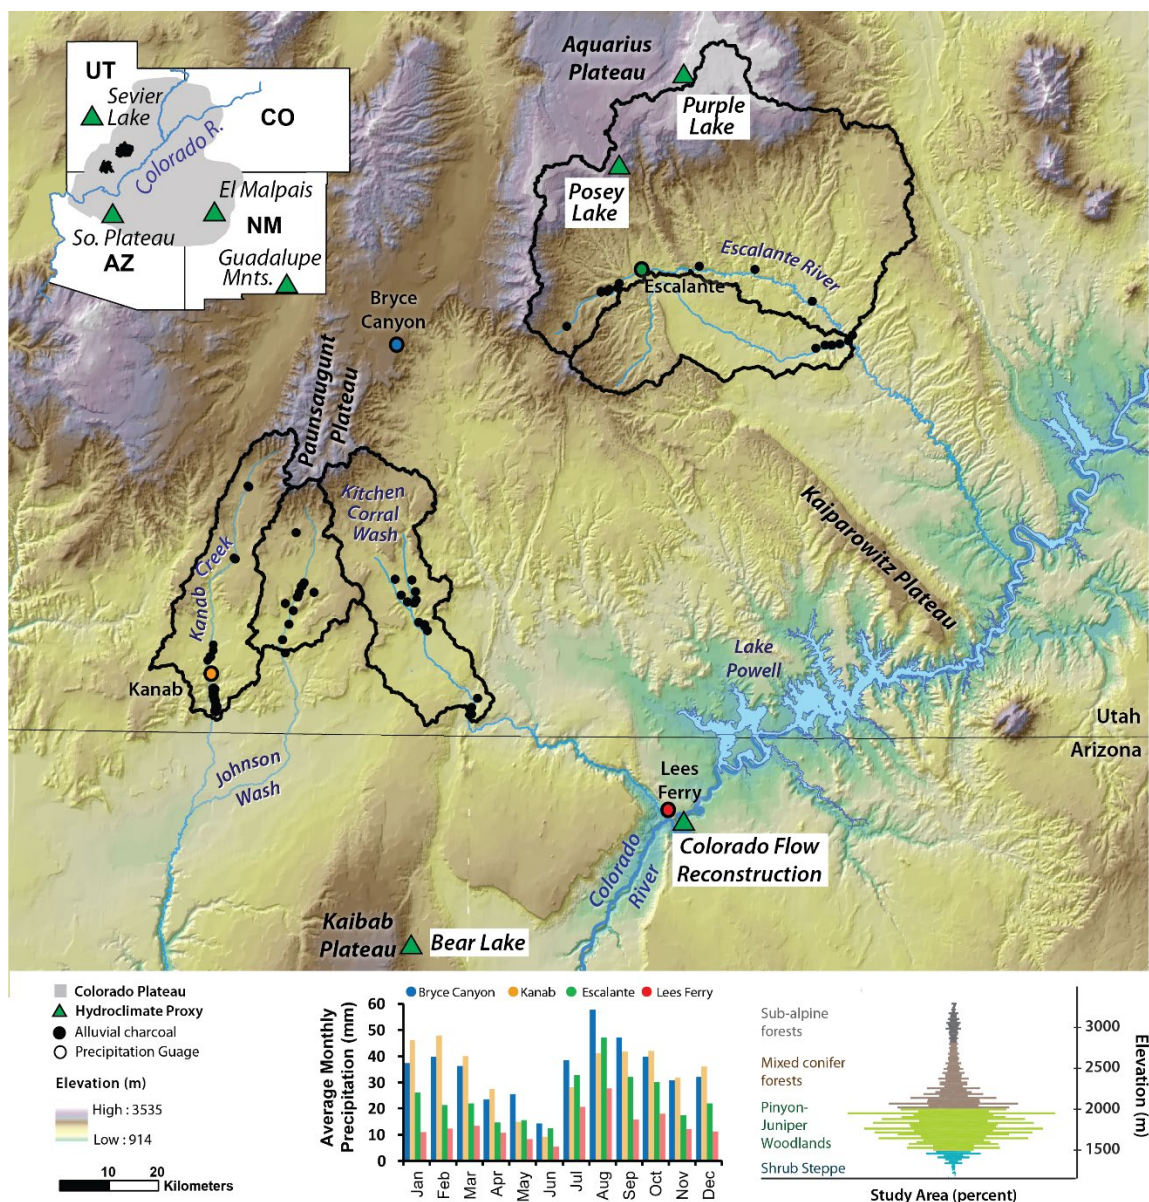 UT
Sevier
Lake
CO
Colorado R.
El Malpais
So. Plateau
NM
AZ
Guadalupe
Mnts.
Aquarius
Plateau
Purple
Lake
Posey
Lake
Escalante River
Escalante
Bryce
Canyon
Paunsaugunt
Plateau
Kitchen
Corral
Wash
Kanab Creek
Kanab
Kaiparowitz Plateau
Lake
Powell
Utah
Arizona
Johnson
Wash
Lees
Ferry
Colorado
River
Colorado Flow
Reconstruction
Kaibab
Plateau
Bear Lake
Colorado Plateau
Hydroclimate Proxy
Alluvial charcoal
Precipitation Guage
Elevation (m)
High : 3535
Low : 914
10 20
Kilometers
Bryce Canyon Kanab Escalante Lees Ferry
Average Monthly
Precipitation (mm)
60
50
40
30
20
10
0
Jan Feb Mar Apr May Jun Jul Aug Sep Oct Nov Dec
Sub-alpine
forests
Mixed conifer
forests
Pinyon-
Juniper
Woodlands
Shrub Steppe
3000
2500
2000
1500
Elevation (m)
Study Area (percent)